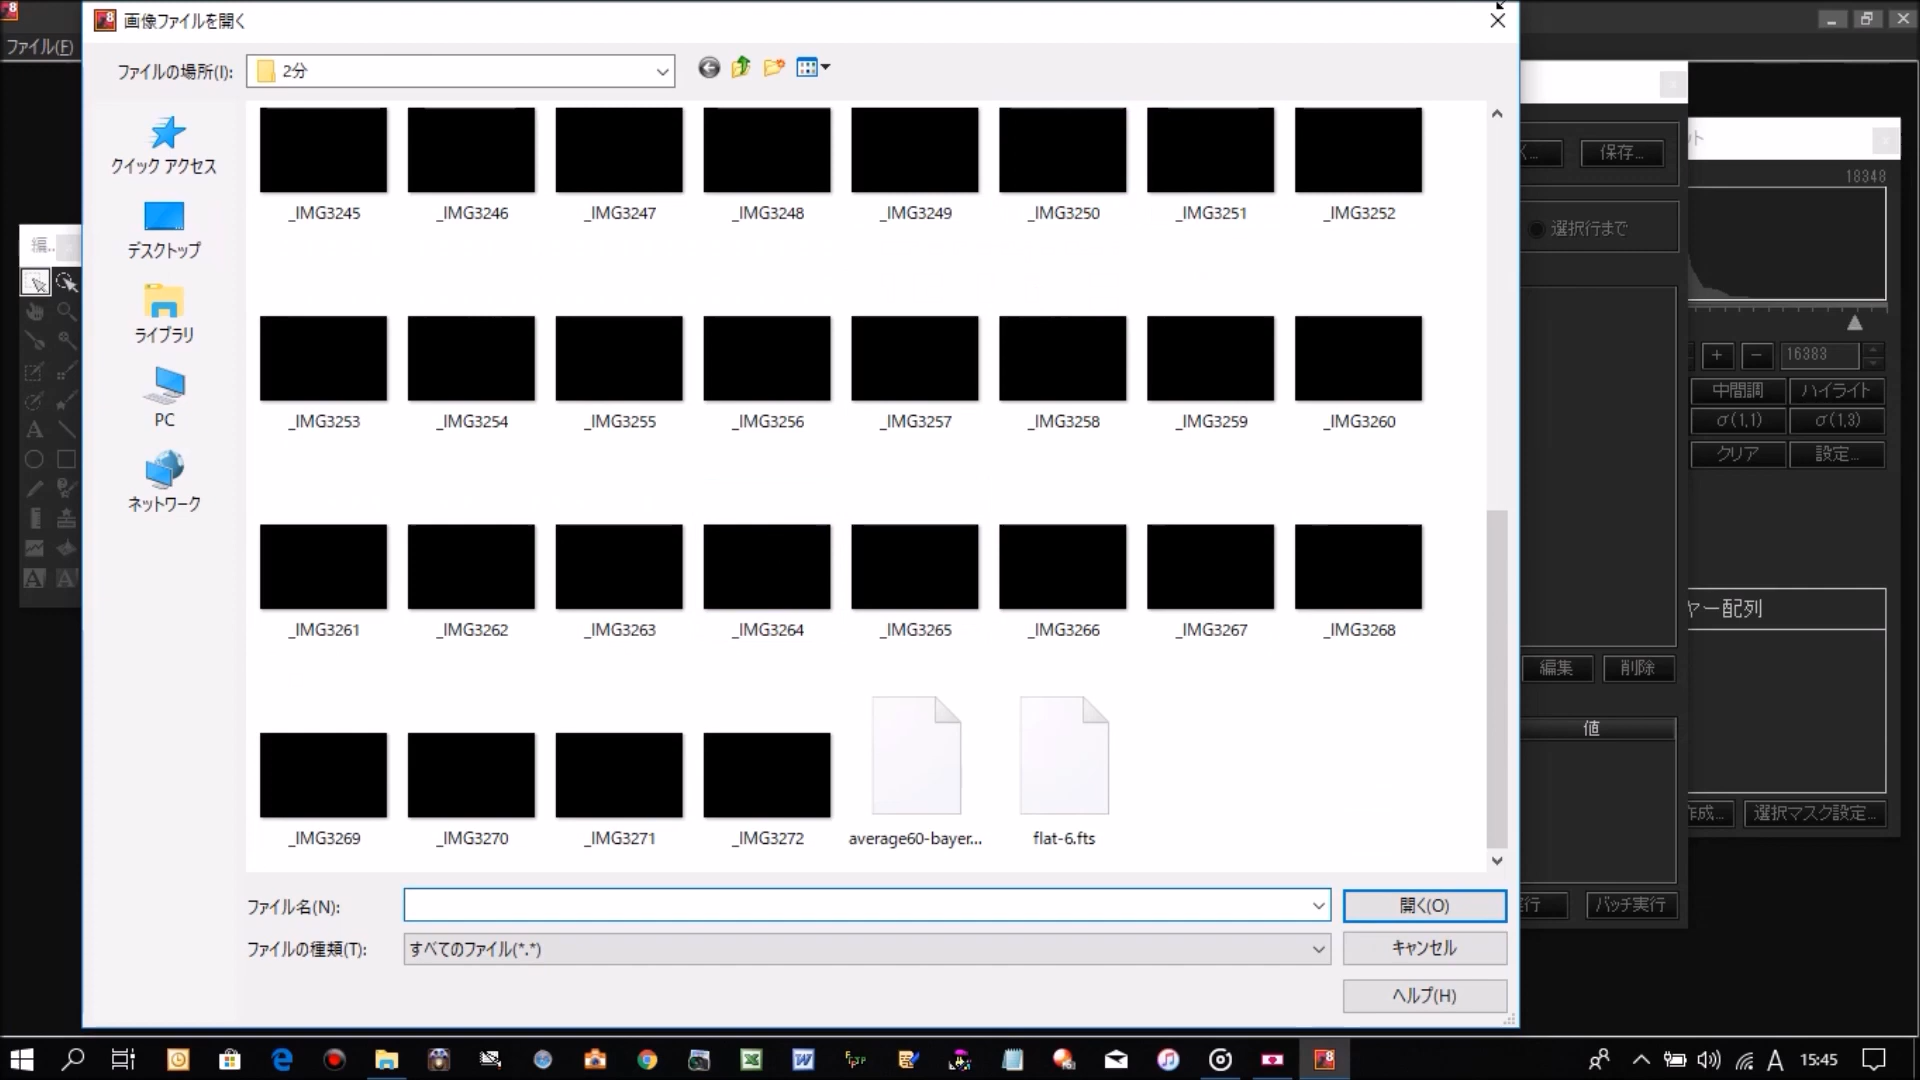 画像ファイルを開く
ファイル(F)
ファイルの場所(I):
2分
クイック アクセス
デスクトップ
ライブラリ
PC
ネットワーク
_IMG3245
_IMG3246
_IMG3247
_IMG3248
_IMG3249
_IMG3250
_IMG3251
_IMG3252
_IMG3253
_IMG3254
_IMG3255
_IMG3256
_IMG3257
_IMG3258
_IMG3259
_IMG3260
_IMG3261
_IMG3262
_IMG3263
_IMG3264
_IMG3265
_IMG3266
_IMG3267
_IMG3268
_IMG3269
_IMG3270
_IMG3271
_IMG3272
average60-bayer...
flat-6.fts
ファイル名(N):
開く(O)
ファイルの種類(T):
すべてのファイル(*.*)
キャンセル
ヘルプ(H)
編..
く...
保存...
選択行まで
編集
削除
値
行
バッチ実行
ト
18348
+
−
16383
中間調
ハイライト
σ(1,1)
σ(1,3)
クリア
設定...
ヤー配列
作成...
選択マスク設定...
A
15:45